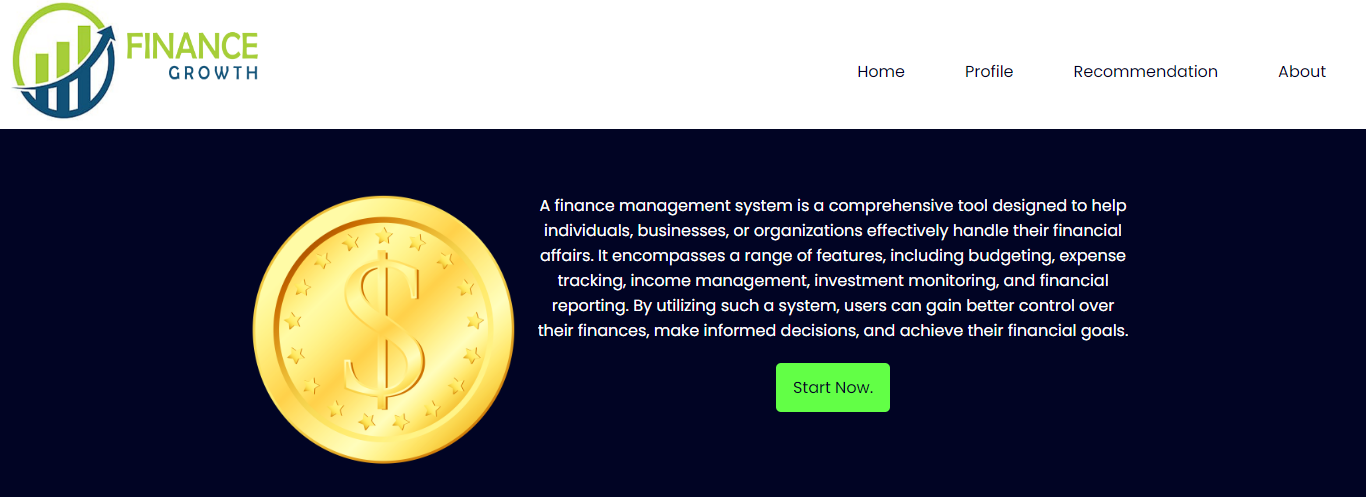 FINANCE
GROWTH
Home Profile Recommendation About
A finance management system is a comprehensive tool designed to help
individuals, businesses, or organizations effectively handle their financial
affairs. It encompasses a range of features, including budgeting, expense
tracking, income management, investment monitoring, and financial
reporting. By utilizing such a system, users can gain better control over
their finances, make informed decisions, and achieve their financial goals.
$
Start Now.